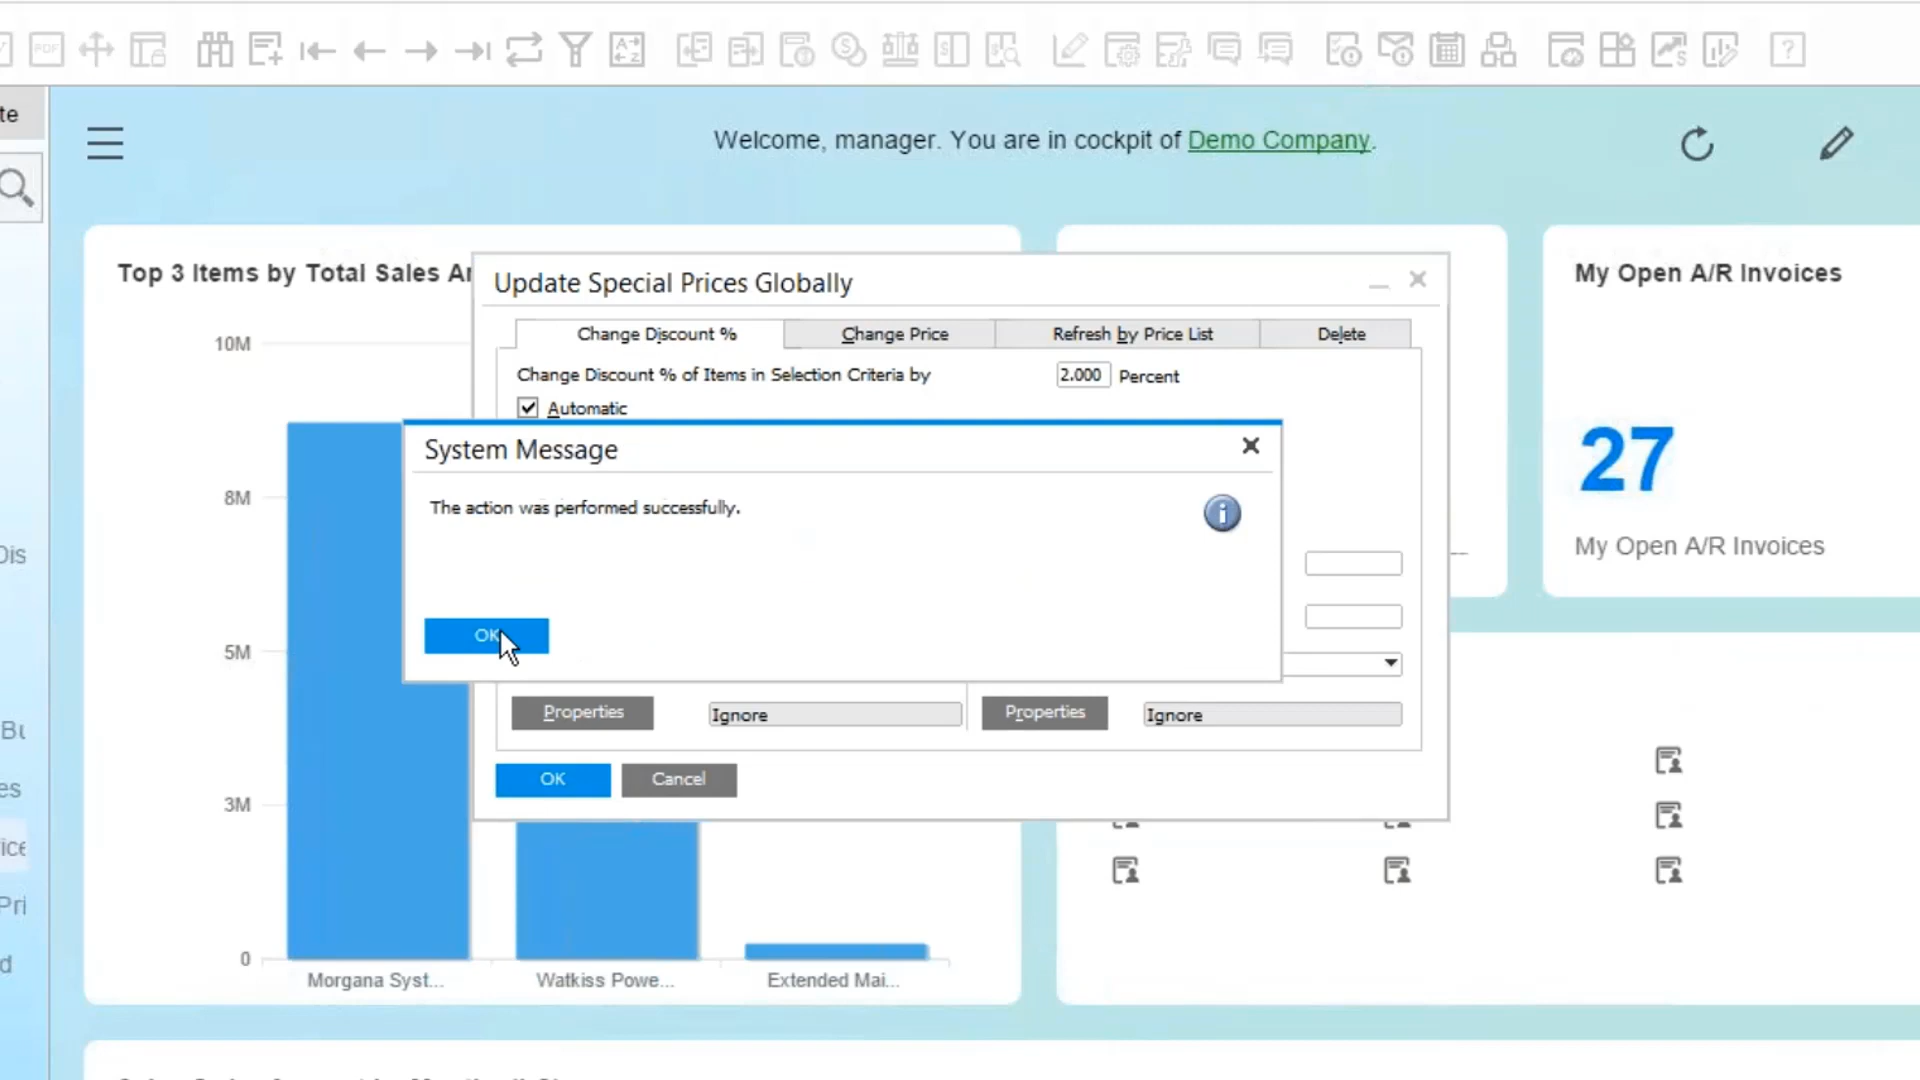 PDF
te
Welcome, manager. You are in cockpit of Demo Company.
Top 3 Items by Total Sales
Update Special Prices Globally
My Open A/R Invoices
Change Discount %
Change Price
Refresh by Price List
Delete
10M
Change Discount % of Items in Selection Criteria by
2.000
Percent
Automatic
System Message
27
8M
The action was performed successfully.
My Open A/R Invoices
Dis
OK
5M
Properties
Ignore
Properties
Ignore
Bu
OK
Cancel
es
3M
ice
Pri
0
d
Morgana Syst...
Watkiss Powe...
Extended Mai...